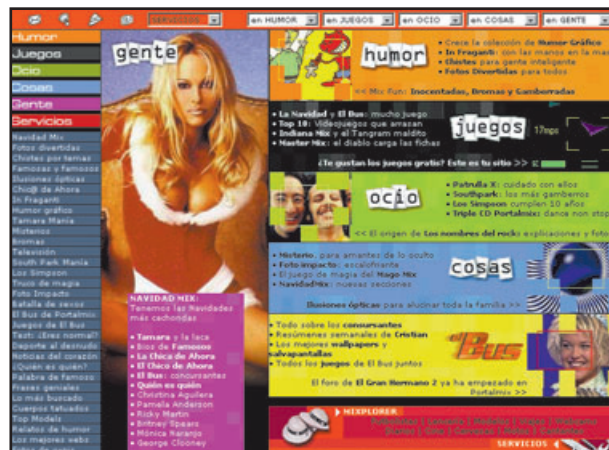 SERVICIOS
en HUMOR
en JUEGOS
en OCIO
en COSAS
en GENTE
Humor
Juegos
Ocio
Cosas
Gente
Servicios
Navidad Mix
Fotos divertidas
Chistes por temas
Famosas y famosos
Ilusiones ópticas
Chic@ de Ahora
In Fraganti
Humor gráfico
Tamara Manía
Misterios
Bromas
Televisión
South Park Manía
Los Simpson
Truco de magia
Foto Impacto
Batalla de sexos
El Bus de Portalmix
Juegos de El Bus
Test: ¿Eres normal?
Deporte al desnudo
Noticias del corazón
¿Quién es quién?
Palabra de famoso
Frases geniales
Lo más buscado
Cuerpos tatuados
Top Models
Relatos de humor
Los mejores webs
gente
NAVIDAD MIX:
Tenemos las Navidades
más cachondas
• Tamara y la teca
• Bios de Famosos
• La Chica de Ahora
• El Chico de Ahora
• El Bus: concursantes
• Quién es quién
• Christina Aguilera
• Pamela Anderson
• Ricky Martin
• Britney Spears
• Mónica Naranjo
• George Clooney
humor
• Crece la colección de Humor Gráfico
• In Fraganti: con las manos en la mas
• Chistes para gente inteligente
• Fotos Divertidas para todos
<< Mix Fun: Inocentadas, Bromas y Gamberradas
• La Navidad y El Bus: mucho juego
• Top 10: Videojuegos que arrasan
• Indiana Mix y el Tangram maldito
• Master Mix: el diablo carga las fichas
juegos
17mps
¿Te gustan los juegos gratis? Este es tu sitio >>
ocio
• Patrulla X: cuidado con ellos
• Southpark: los más gamberros
• Los Simpson cumplen 10 años
• Triple CD Portalmix: dance non stop
<< El origen de Los nombres del rock: explicaciones y foto
• Misterio, para amantes de lo oculto
• Foto impacto: escalofriante
• El juego de magia del Mago Mix
• NavidadMix: nuevas secciones
cosas
Ilusiones ópticas para alucinar toda la familia >>
• Todo sobre los consursantes
• Resúmenes semanales de Cristian
• Los mejores wallpapers y
salvapantallas
• Todos los juegos de El Bus juntos
el Bus
El foro de El Gran Hermano 2 ya ha empezado en
Portalmix >>
MIXPLORER
SERVICIOS